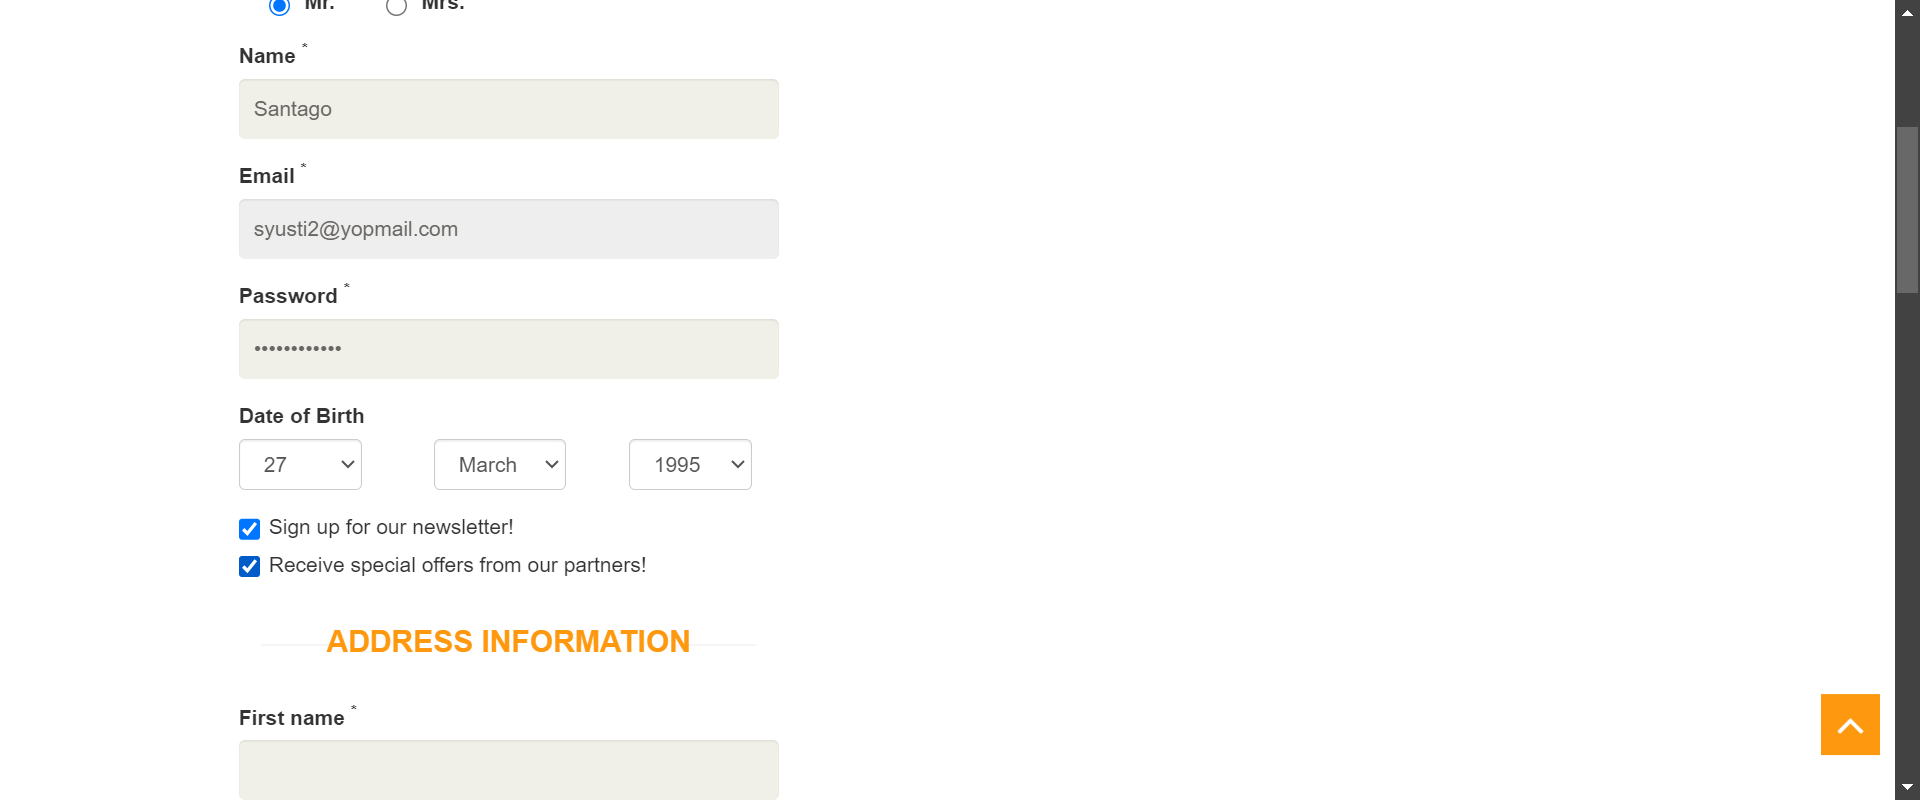 Mr. Mrs.
Name *
Santago
Email *
syusti2@yopmail.com
Password *
••••••••••••
Date of Birth
27 March 1995
Sign up for our newsletter!
Receive special offers from our partners!
ADDRESS INFORMATION
First name *